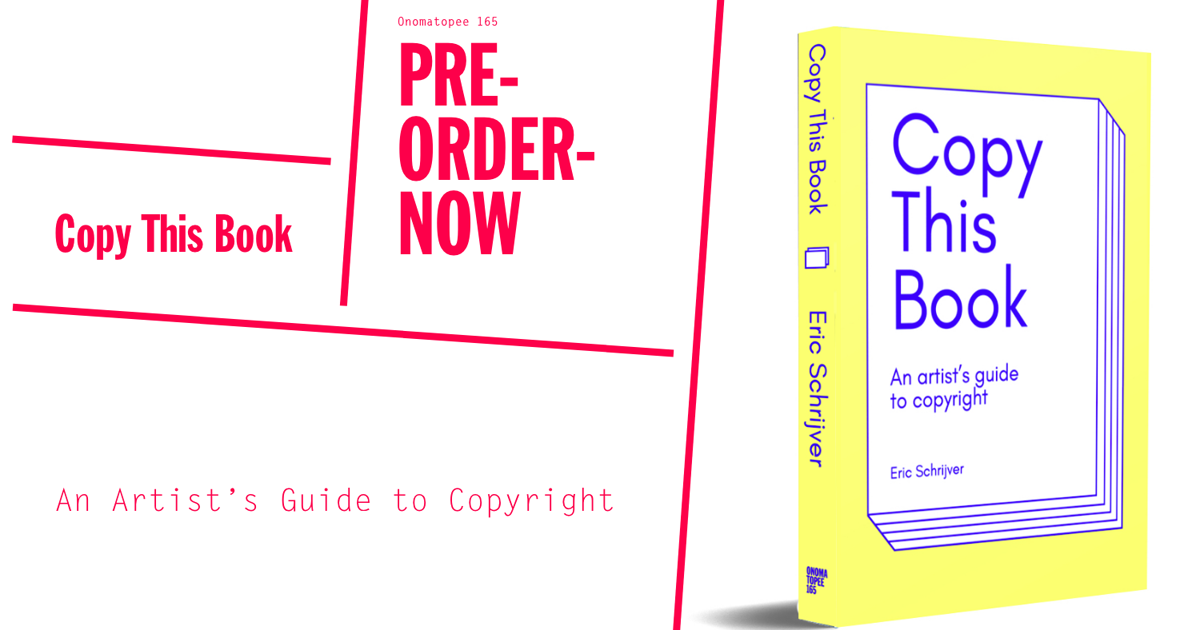 Onomatopee 165
PRE-
ORDER-
NOW
Copy This Book
An Artist’s Guide to Copyright
Copy This Book
Eric Schrijver
ONOMA
TOPEE
165
Copy
This
Book
An artist’s guide
to copyright
Eric Schrijver